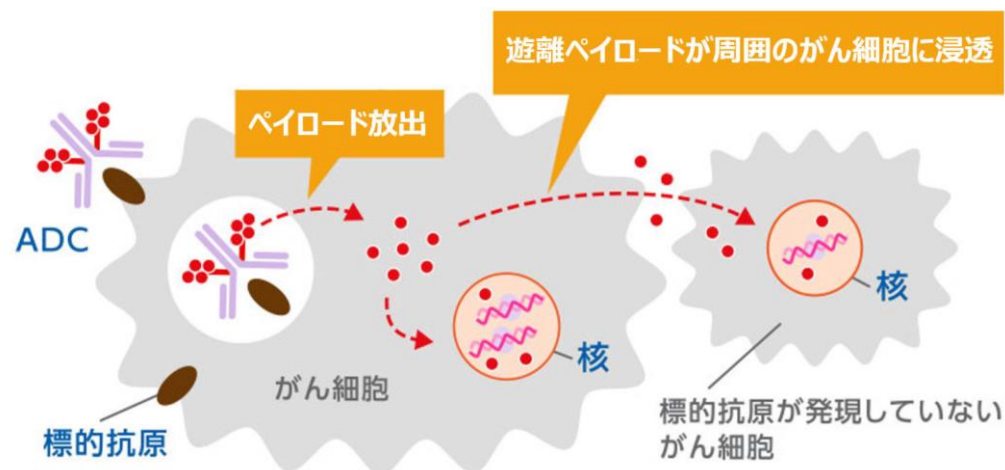 遊離ペイロードが周囲のがん細胞に浸透
ペイロード放出
ADC
核
核
がん細胞
標的抗原
標的抗原が発現していない
がん細胞